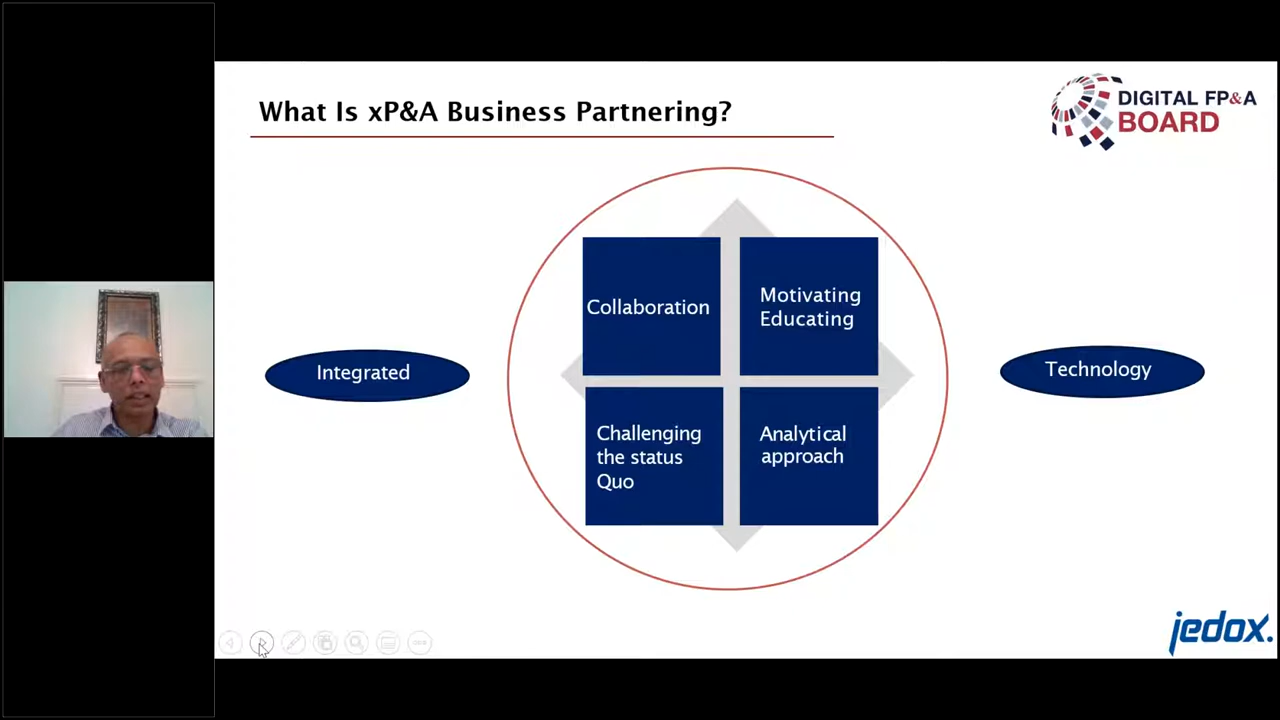 What Is xP&A Business Partnering?
DIGITAL FP&A
BOARD
Collaboration
Motivating
Educating
Integrated
Technology
Challenging
the status
Quo
Analytical
approach
jedox.